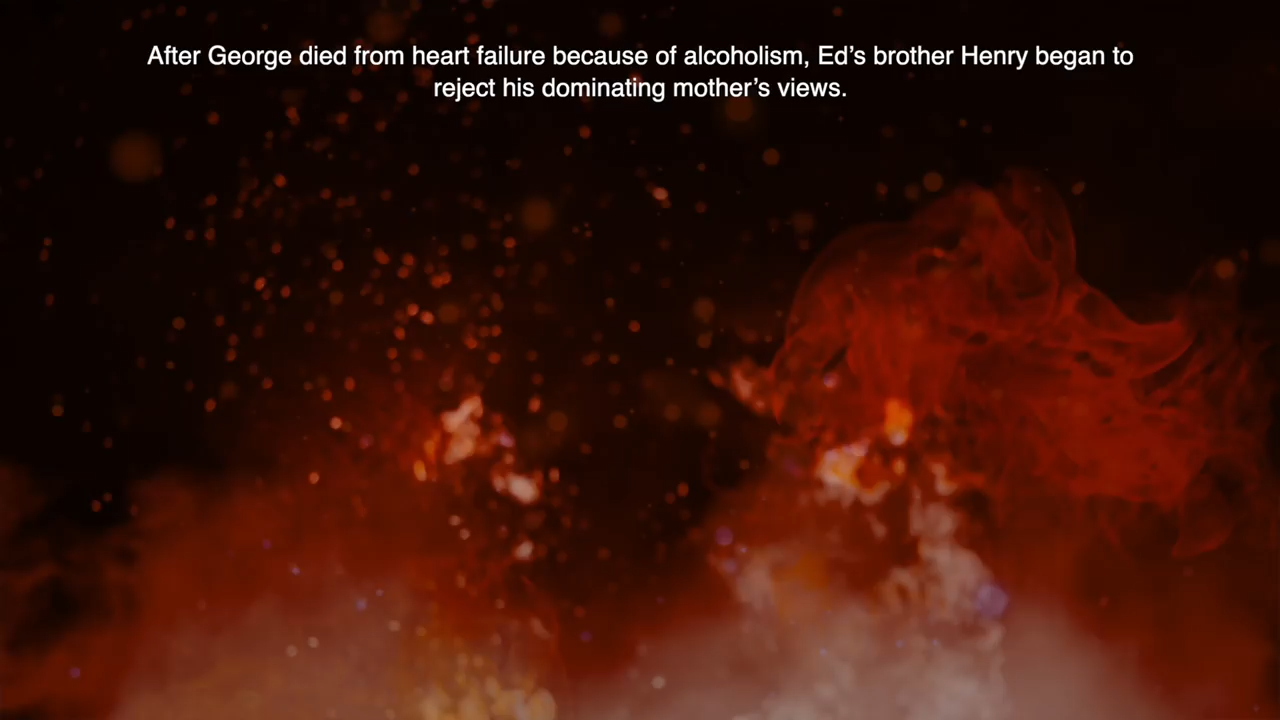 After George died from heart failure because of alcoholism, Ed’s brother Henry began to
reject his dominating mother’s views.